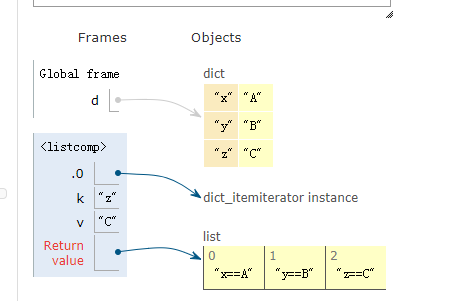 Frames Objects
Global frame
d
dict
"x" "A"
"y" "B"
"z" "C"
<listcomp>
.0
dict_itemiterator instance
k "z"
v "C"
Return
value
list
0 1 2
"x==A" "y==B" "z==C"